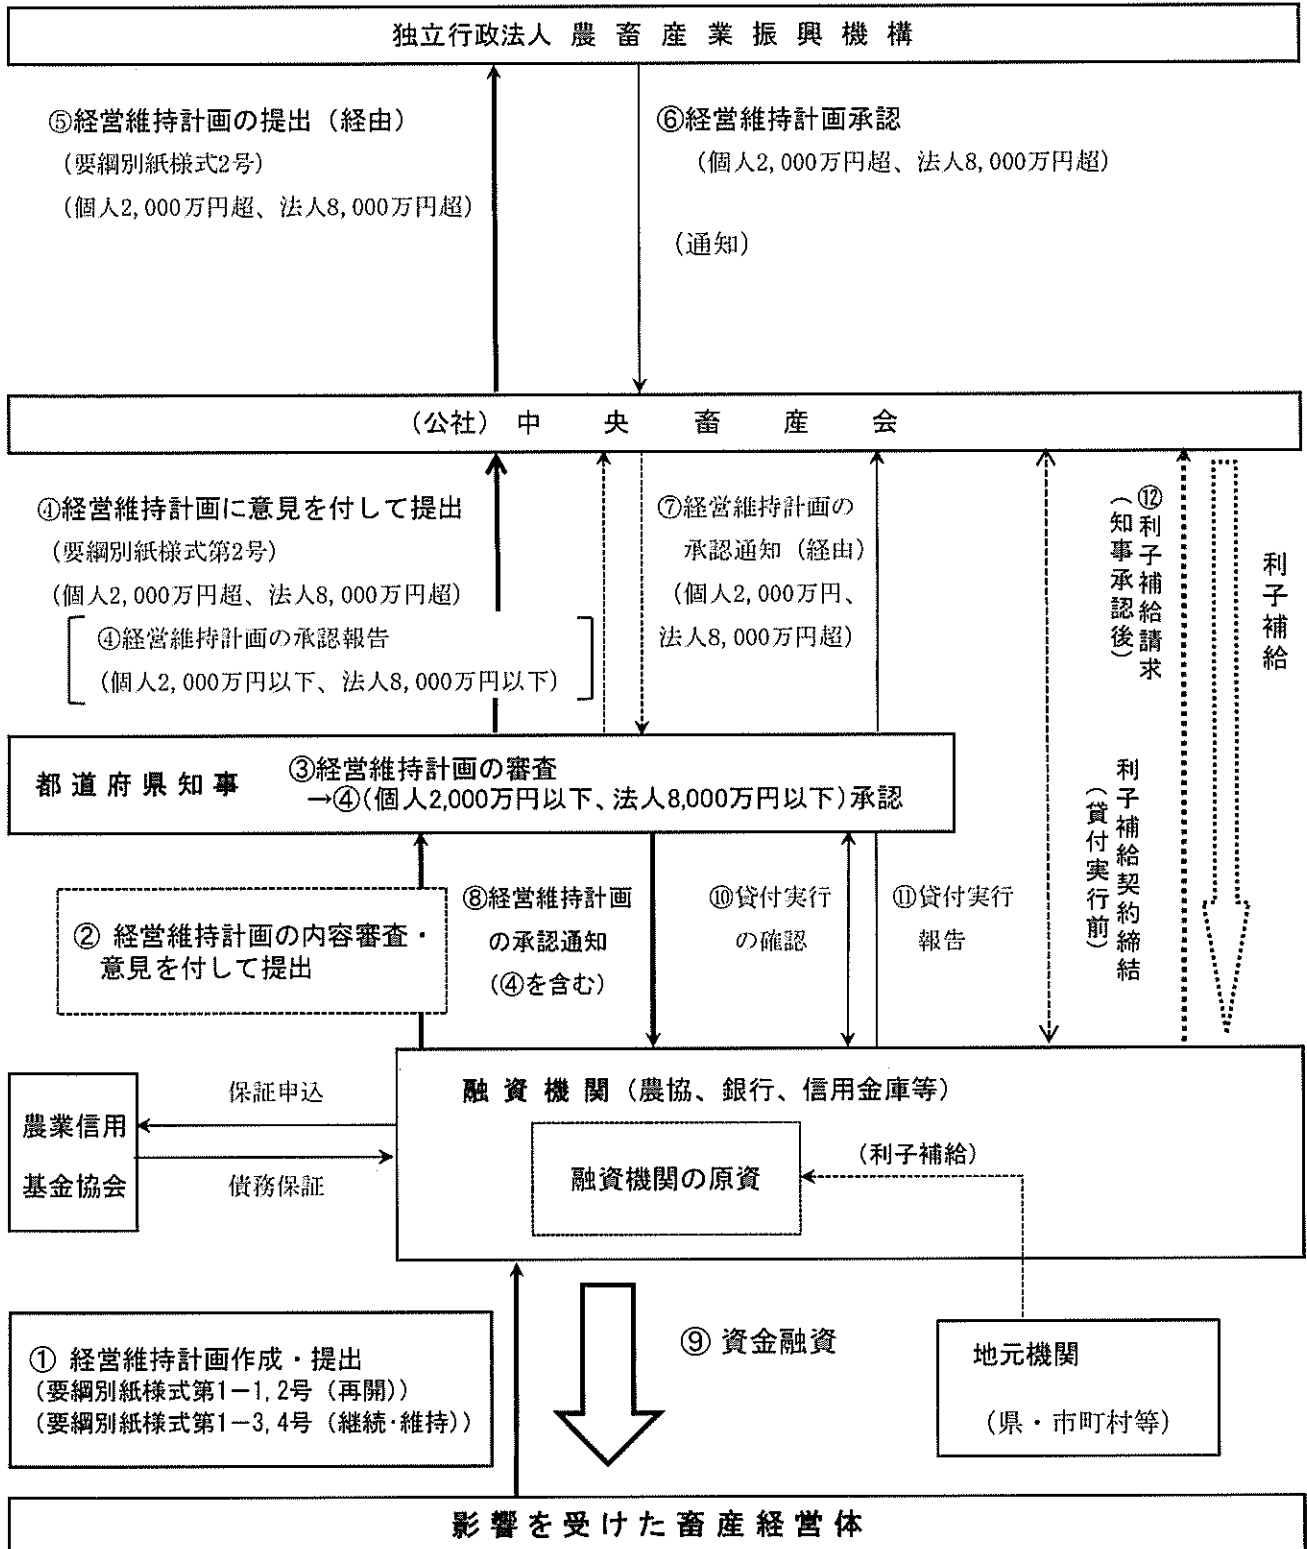 独立行政法人 農 畜 産 業 振 興 機 構
⑤経営維持計画の提出（経由）
（要綱別紙様式2号）
（個人2,000万円超、法人8,000万円超）
⑥経営維持計画承認
（個人2,000万円超、法人8,000万円超）
（通知）
（公社）中 央 畜 産 会
④経営維持計画に意見を付して提出
（要綱別紙様式第2号）
（個人2,000万円超、法人8,000万円超）
④経営維持計画の承認報告
（個人2,000万円以下、法人8,000万円以下）
⑦経営維持計画の
承認通知（経由）
（個人2,000万円、
法人8,000万円超）
⑫利子補給請求
（知事承認後）
利子補給
都 道 府 県 知 事
③経営維持計画の審査
→④（個人2,000万円以下、法人8,000万円以下）承認
利子補給契約締結
（貸付実行前）
② 経営維持計画の内容審査・
意見を付して提出
⑧経営維持計画
の承認通知
（④を含む）
⑩貸付実行
の確認
⑪貸付実行
報告
農業信用
基金協会
保証申込
債務保証
融 資 機 関（農協、銀行、信用金庫等）
融資機関の原資
（利子補給）
① 経営維持計画作成・提出
（要綱別紙様式第1－1,2号（再開））
（要綱別紙様式第1－3,4号（継続・維持））
⑨ 資金融資
地元機関
（県・市町村等）
影 響 を 受 け た 畜 産 経 営 体